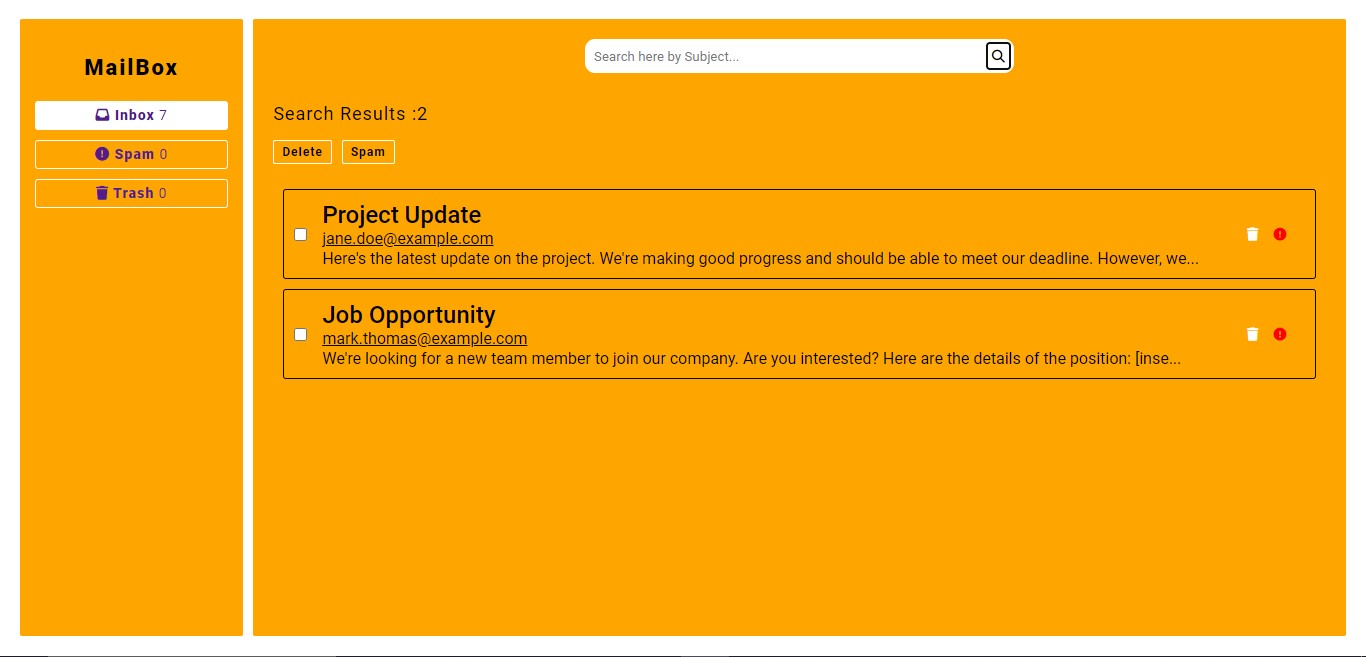 MailBox
Inbox 7
Spam 0
Trash 0
Search here by Subject...
Search Results :2
Delete Spam
Project Update
jane.doe@example.com
Here's the latest update on the project. We're making good progress and should be able to meet our deadline. However, we...
Job Opportunity
mark.thomas@example.com
We're looking for a new team member to join our company. Are you interested? Here are the details of the position: [inse...